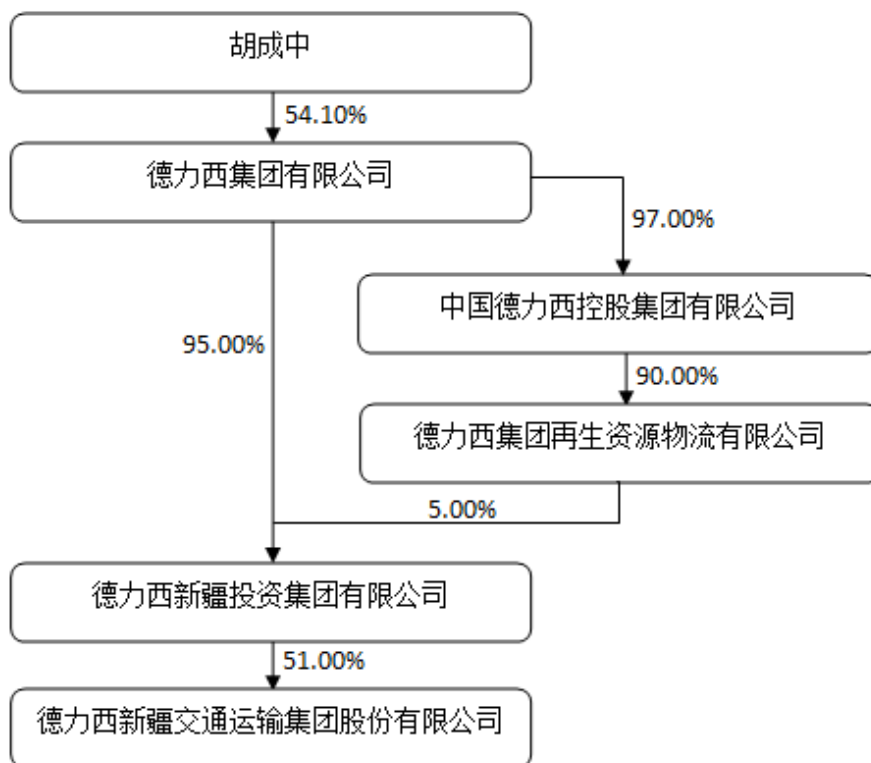 胡成中
54.10%
德力西集团有限公司
97.00%
中国德力西控股集团有限公司
95.00%
90.00%
德力西集团再生资源物流有限公司
5.00%
德力西新疆投资集团有限公司
51.00%
德力西新疆交通运输集团股份有限公司